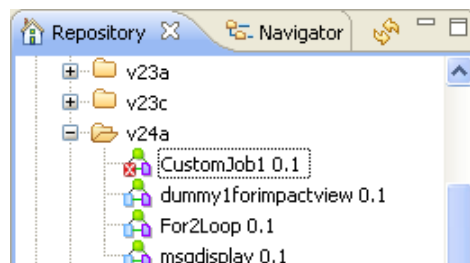 Repository Navigator
v23a
v23c
v24a
CustomJob1 0.1
dummy1forimpactview 0.1
For2Loop 0.1
msgdisplay 0.1